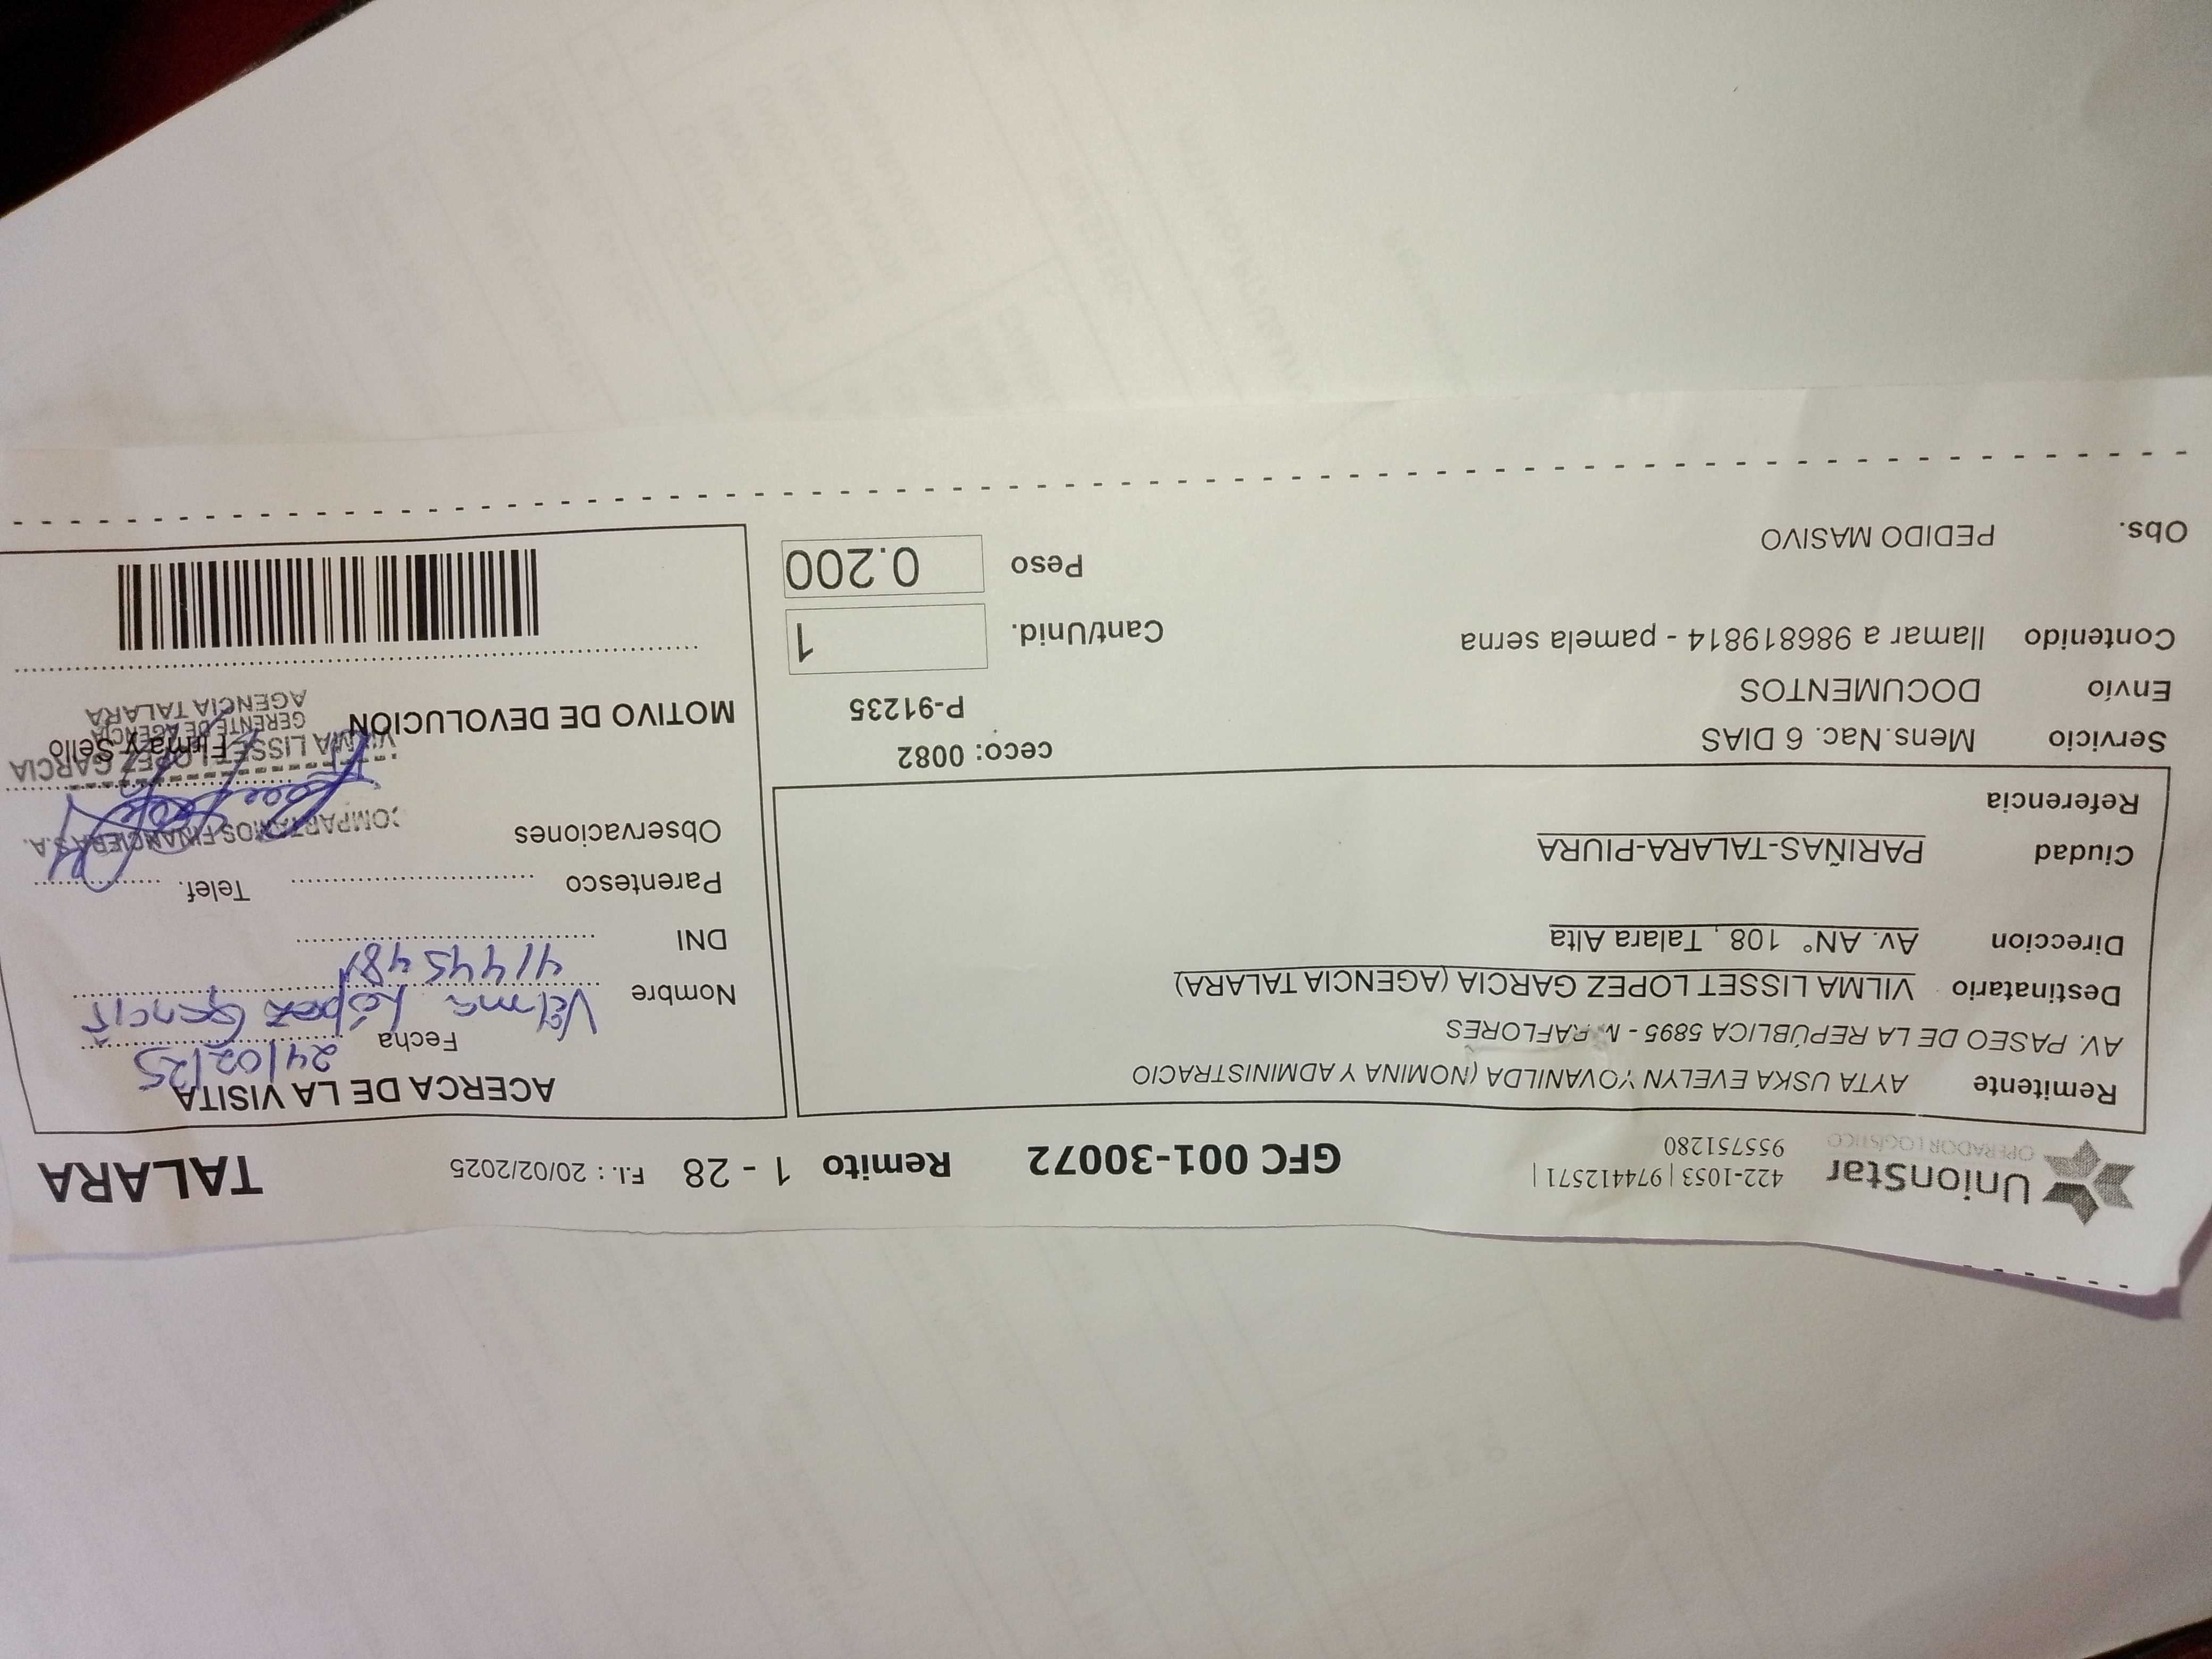 UnionStar
OPERADOR LOGÍSTICO
422-1053 | 974412571 |
955751280
GFC 001-30072
Remito 1 - 28
F.I. : 20/02/2025
TALARA
Remitente AYTA USKA EVELYN YOVANILDA (NOMINA Y ADMINISTRACIO
AV. PASEO DE LA REPÚBLICA 5895 - RAFLORES
Destinatario VILMA LISSET LOPEZ GARCIA (AGENCIA TALARA)
Direccion Av. AN° 108, Talara Alta
Ciudad PARIÑAS-TALARA-PIURA
Referencia
Servicio Mens.Nac. 6 DIAS
ceco: 0082
Envío DOCUMENTOS
P-91235
Contenido llamar a 986819814 - pamela serna
Cant/Unid. 1
Obs. PEDIDO MASIVO
Peso 0.200
ACERCA DE LA VISITA
Fecha 24/02/25
Nombre Vilma López
DNI
Parentesco Telef.
Observaciones
COMPARTAMOS FINANCIERA S.A.
VILMA LISSET LOPEZ GARCIA
Firma y Sello
GERENTE DE AGENCIA
AGENCIA TALARA
MOTIVO DE DEVOLUCIÓN